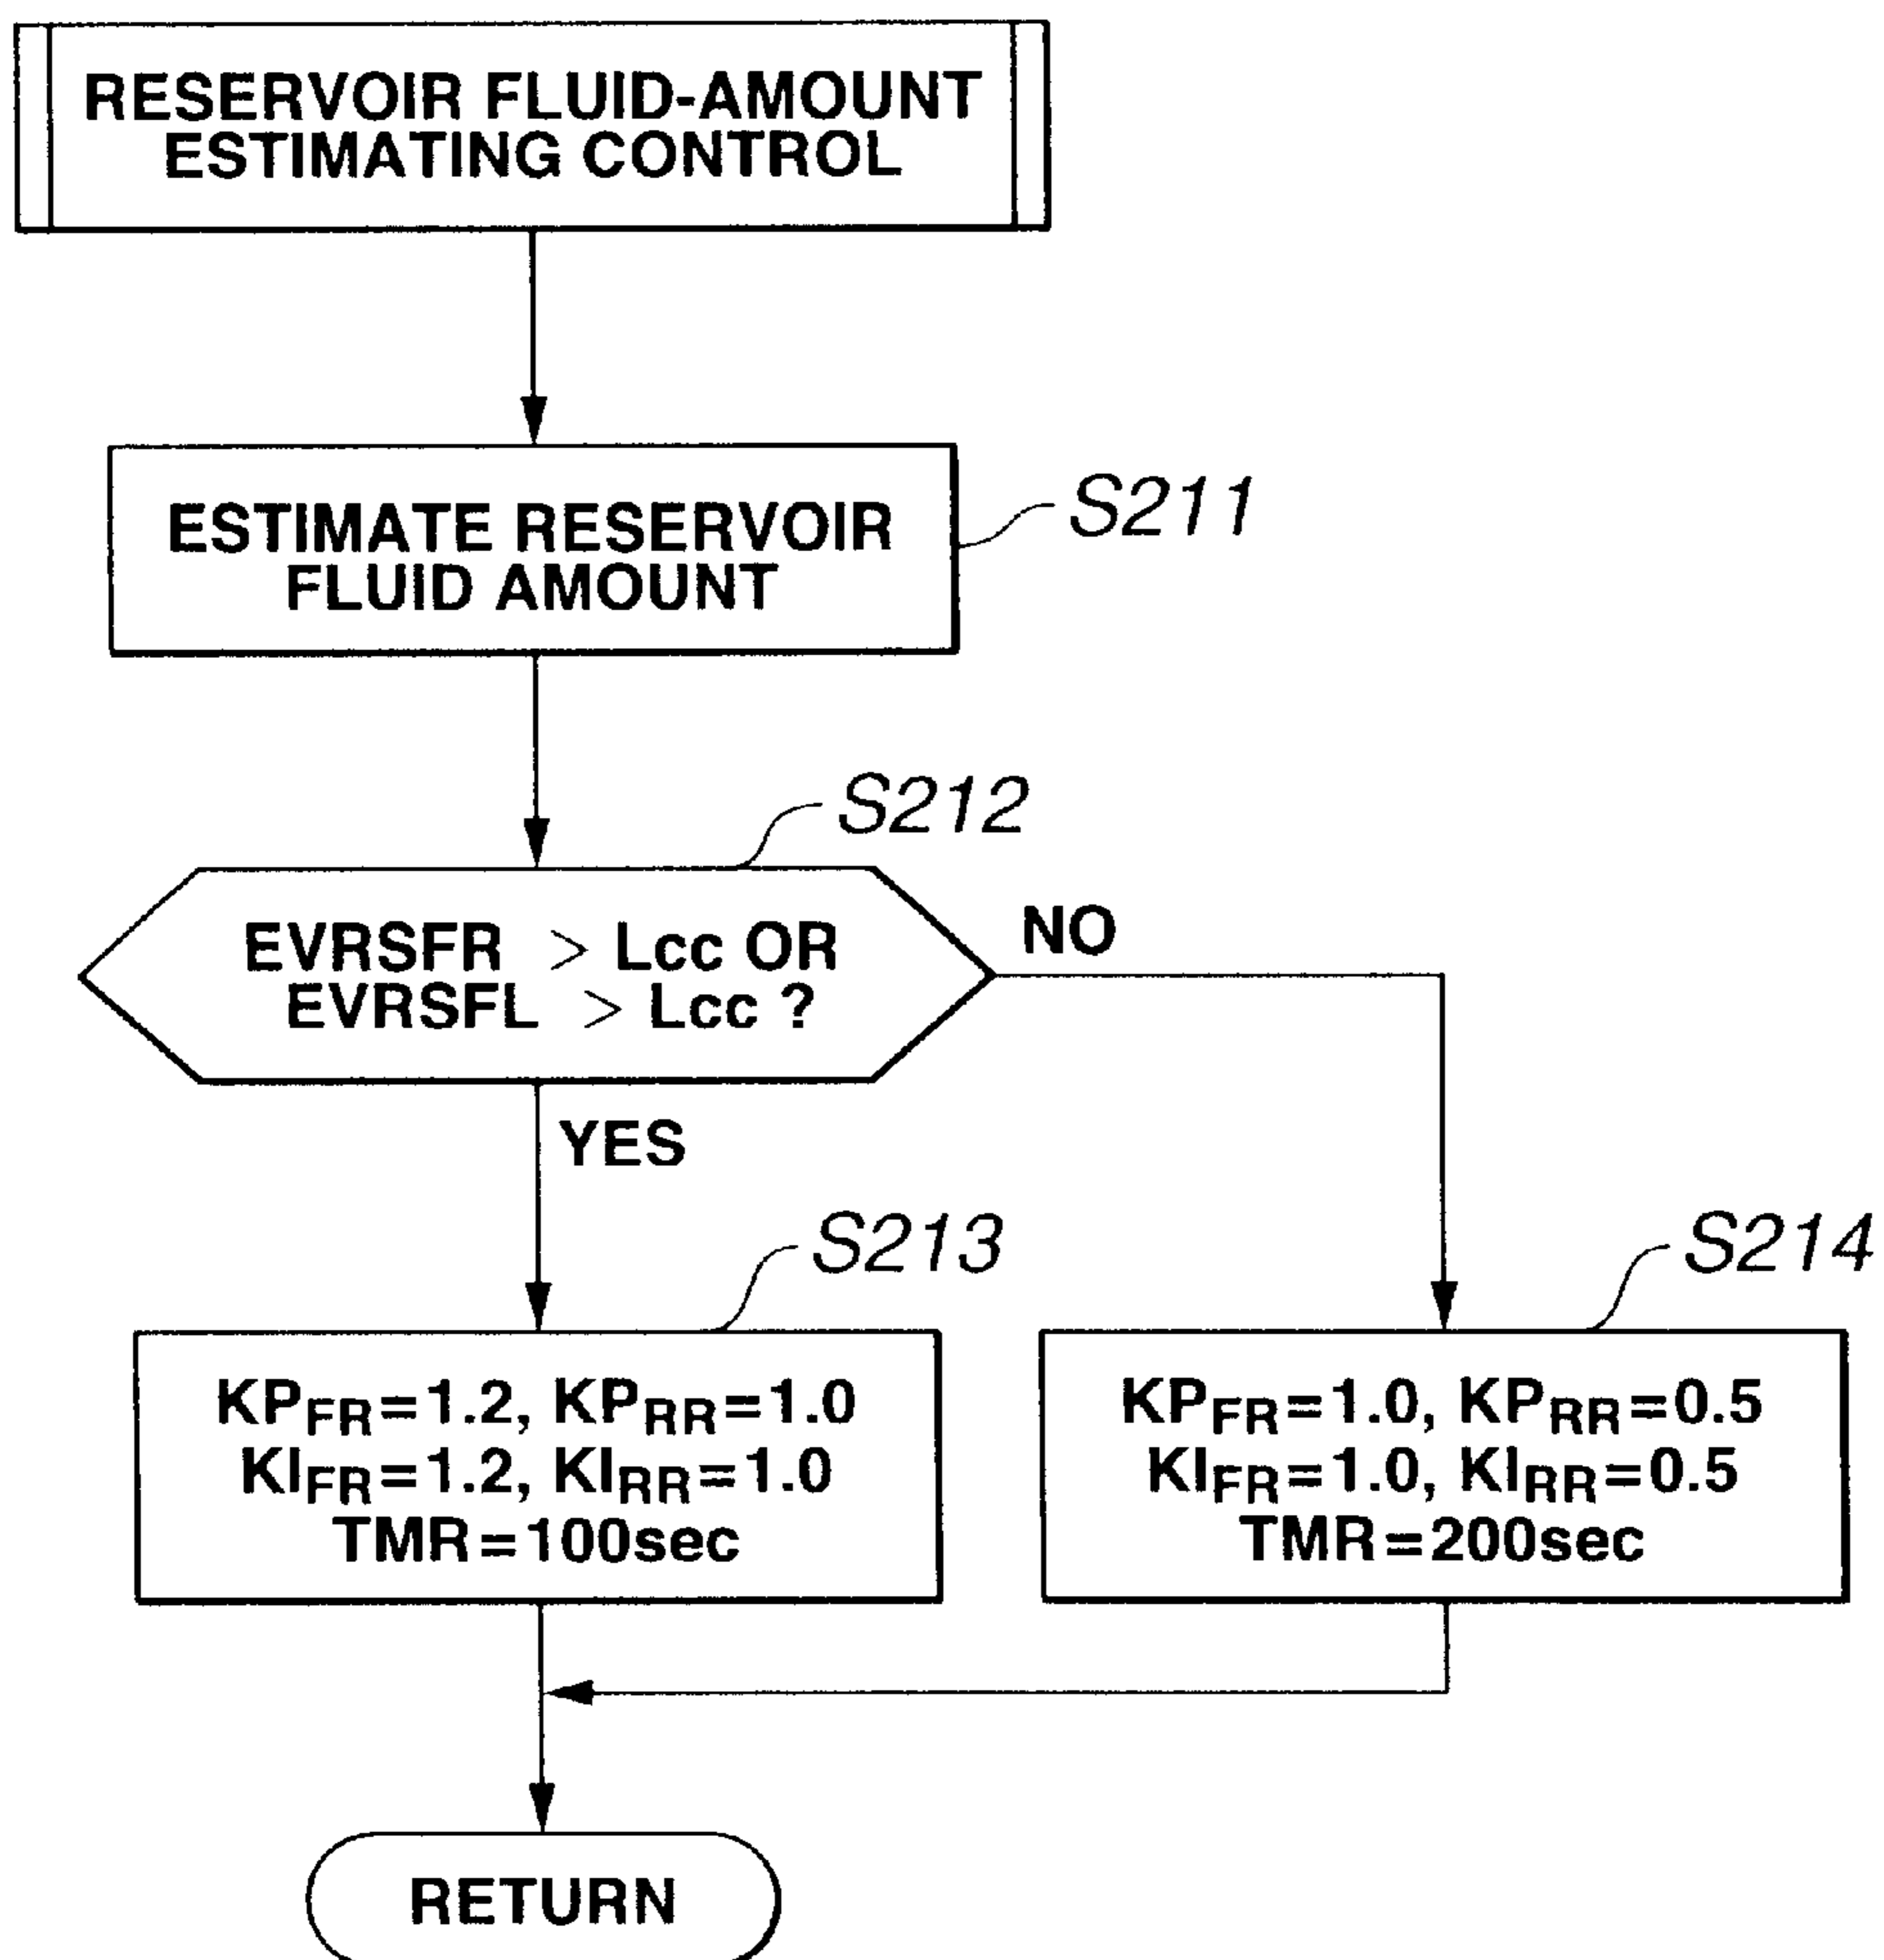 RESERVOIR FLUID-AMOUNT
ESTIMATING CONTROL
ESTIMATE RESERVOIR
FLUID AMOUNT
S211
S212
EVRSFR > Lcc OR
EVRSFL > Lcc ?
NO
YES
S213
KPFR=1.2, KPRR=1.0
KIFR=1.2, KIRR=1.0
TMR=100sec
S214
KPFR=1.0, KPRR=0.5
KIFR=1.0, KIRR=0.5
TMR=200sec
RETURN